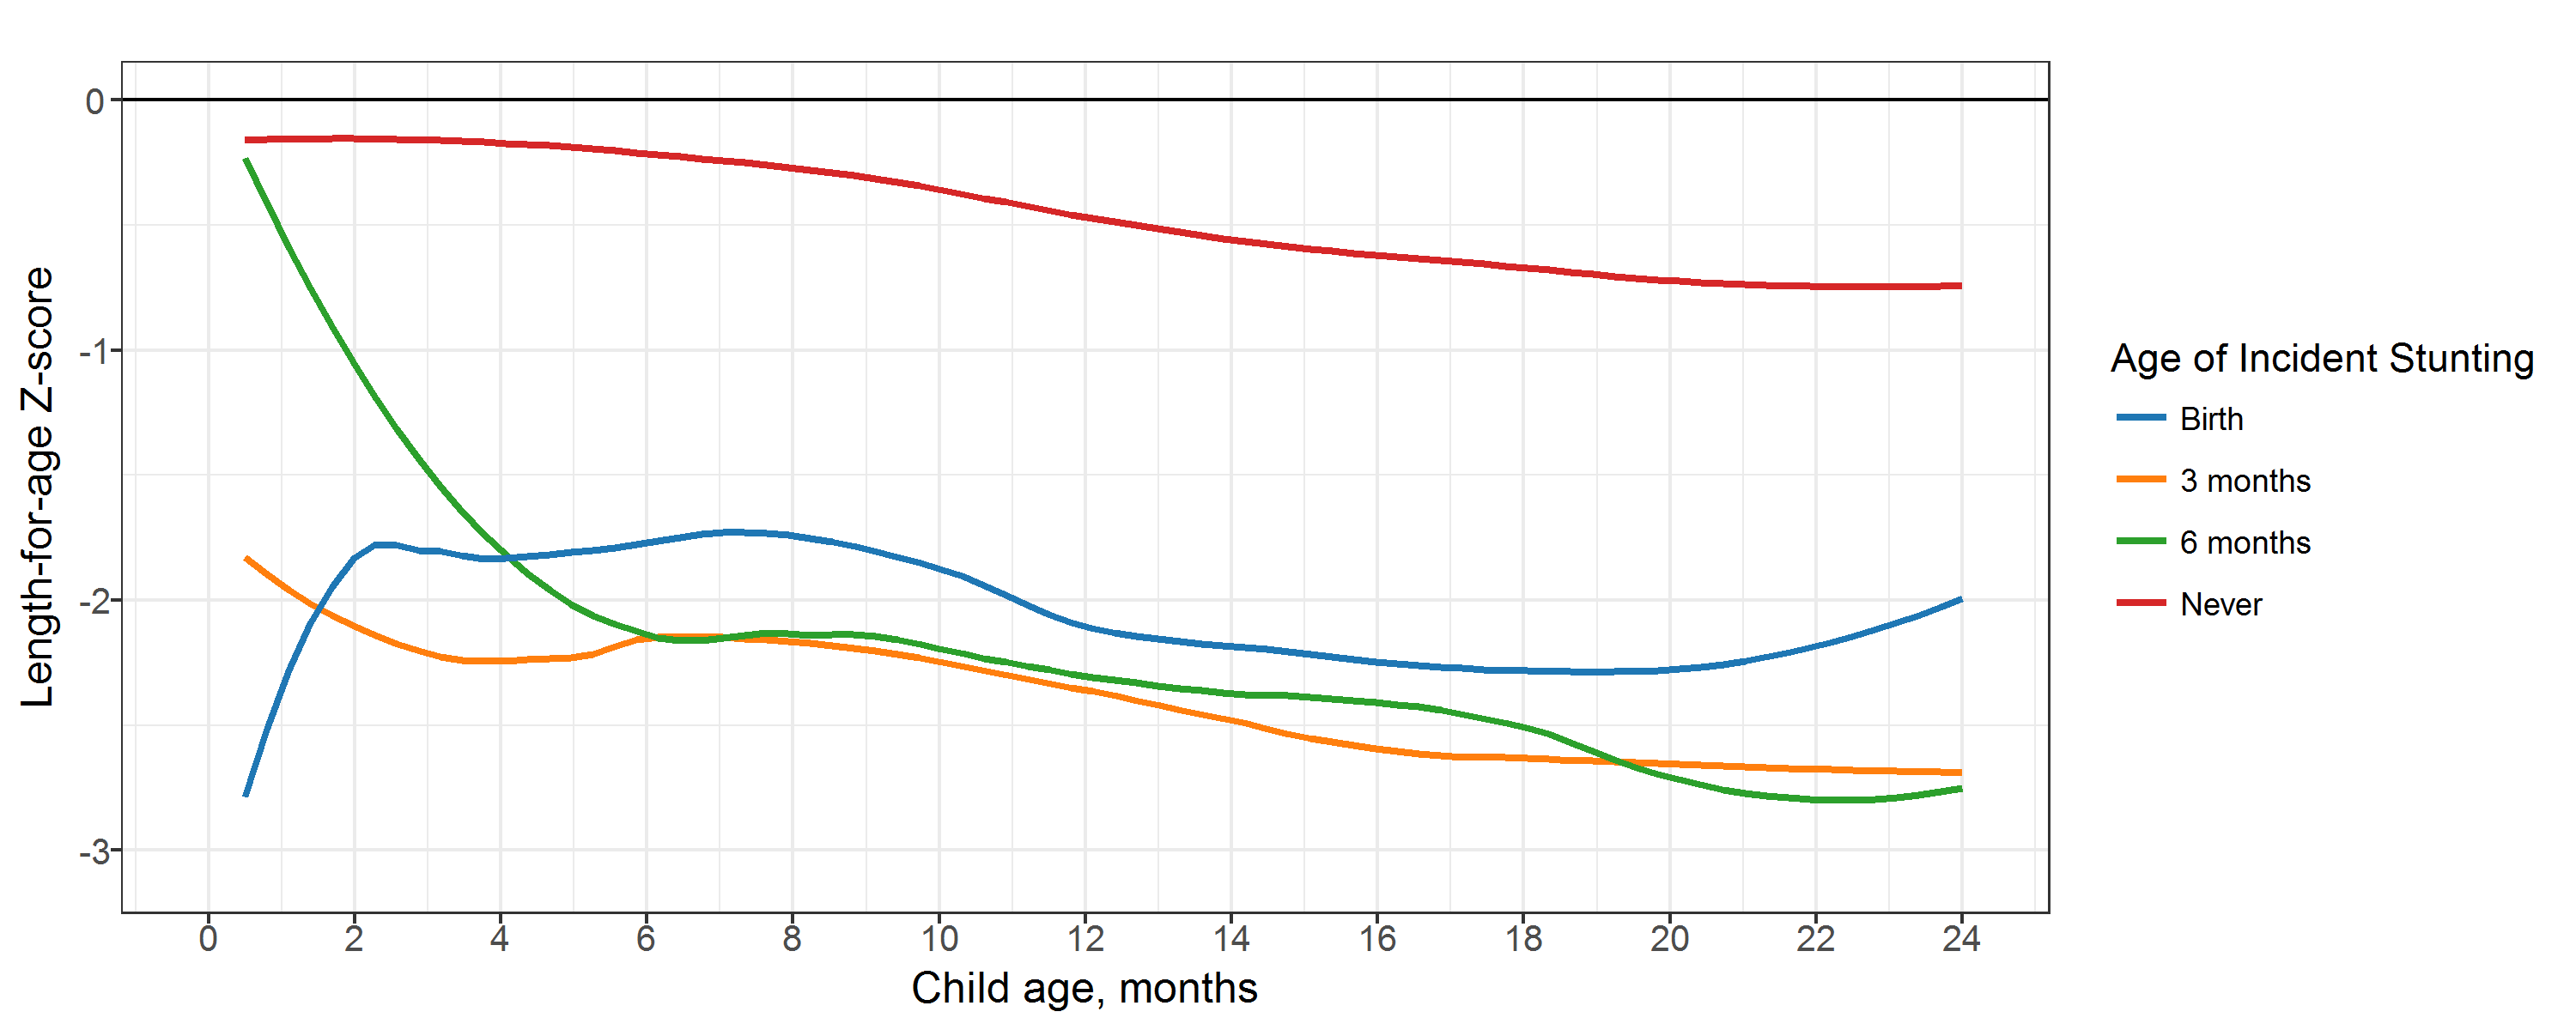 0
-1
-2
-3
Length-for-age Z-score
0 2 4 6 8 10 12 14 16 18 20 22 24
Child age, months
Age of Incident Stunting
Birth
3 months
6 months
Never